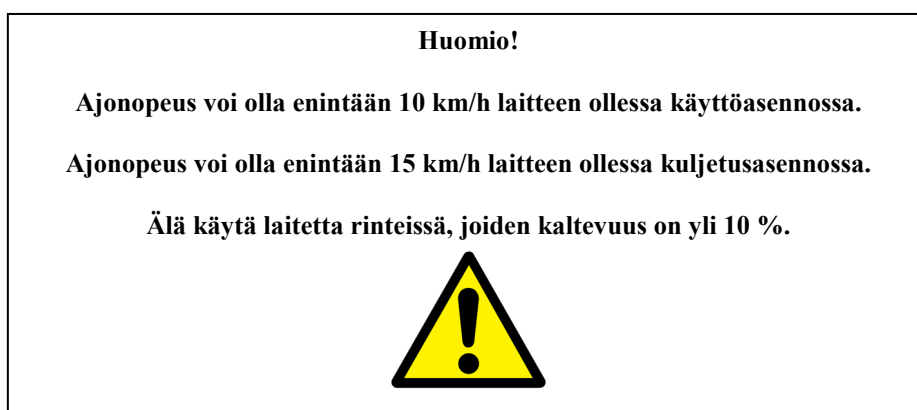 Huomio!
Ajonopeus voi olla enintään 10 km/h laitteen ollessa käyttöasennossa.
Ajonopeus voi olla enintään 15 km/h laitteen ollessa kuljetusasennossa.
Älä käytä laitetta rinteissä, joiden kaltevuus on yli 10 %.